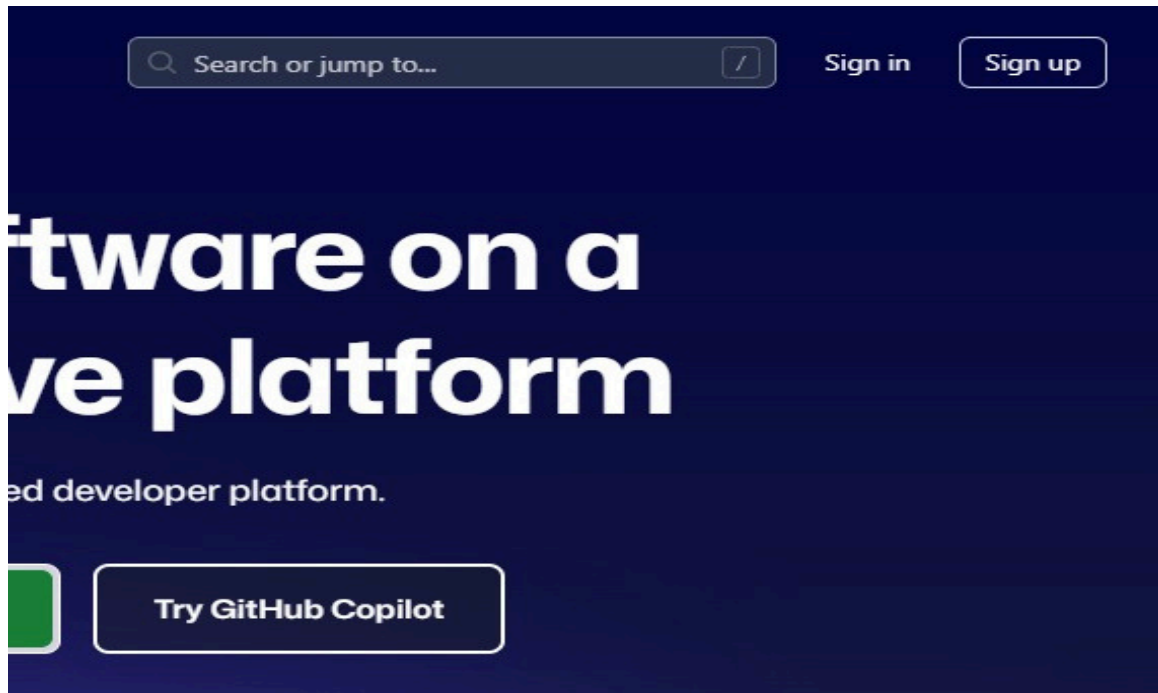 Search or jump to... /
Sign in
Sign up
ftware on a
ve platform
ed developer platform.
Try GitHub Copilot